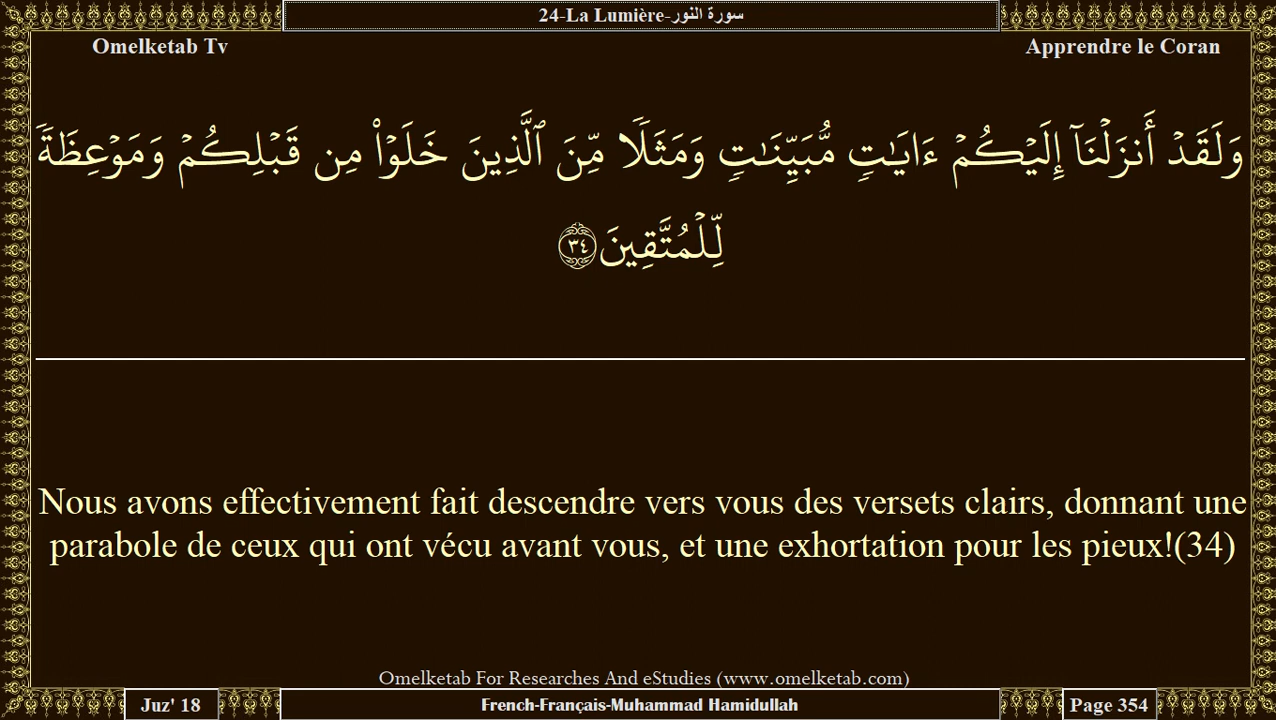 24-La Lumière-سورة النور
Omelketab Tv
Apprendre le Coran
وَلَقَدۡ أَنزَلۡنَآ إِلَيۡكُمۡ ءَايَٰتٖ مُّبَيِّنَٰتٖ وَمَثَلٗا مِّنَ ٱلَّذِينَ خَلَوۡاْ مِن قَبۡلِكُمۡ وَمَوۡعِظَةٗ
لِّلۡمُتَّقِينَ ٣٤
Nous avons effectivement fait descendre vers vous des versets clairs, donnant une
parabole de ceux qui ont vécu avant vous, et une exhortation pour les pieux!(34)
Omelketab For Researches And eStudies (www.omelketab.com)
Juz' 18
French-Français-Muhammad Hamidullah
Page 354